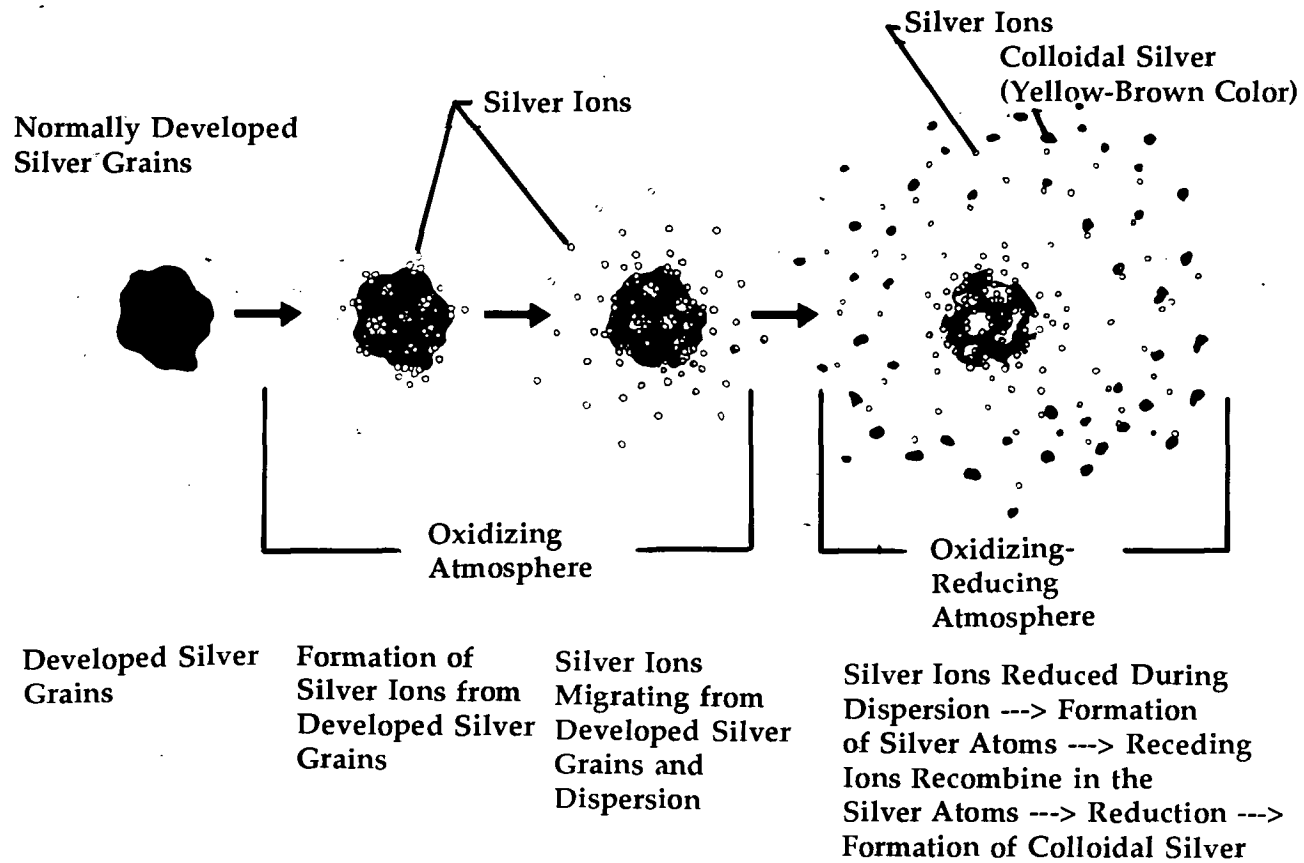 Silver Ions
Colloidal Silver
(Yellow-Brown Color)
Silver Ions
Normally Developed
Silver Grains
Oxidizing
Atmosphere
Oxidizing-
Reducing
Atmosphere
Developed Silver
Grains
Formation of
Silver Ions from
Developed Silver
Grains
Silver Ions
Migrating from
Developed Silver
Grains and
Dispersion
Silver Ions Reduced During
Dispersion ---> Formation
of Silver Atoms ---> Receding
Ions Recombine in the
Silver Atoms ---> Reduction --->
Formation of Colloidal Silver